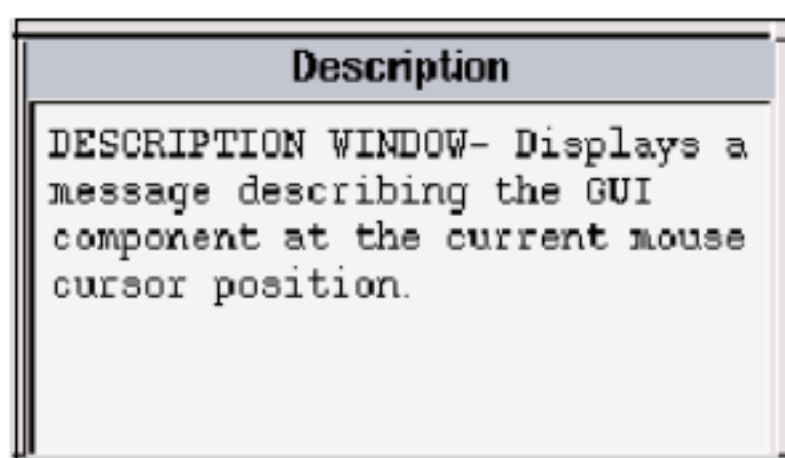 Description
DESCRIPTION WINDOW- Displays a
message describing the GUI
component at the current mouse
cursor position.